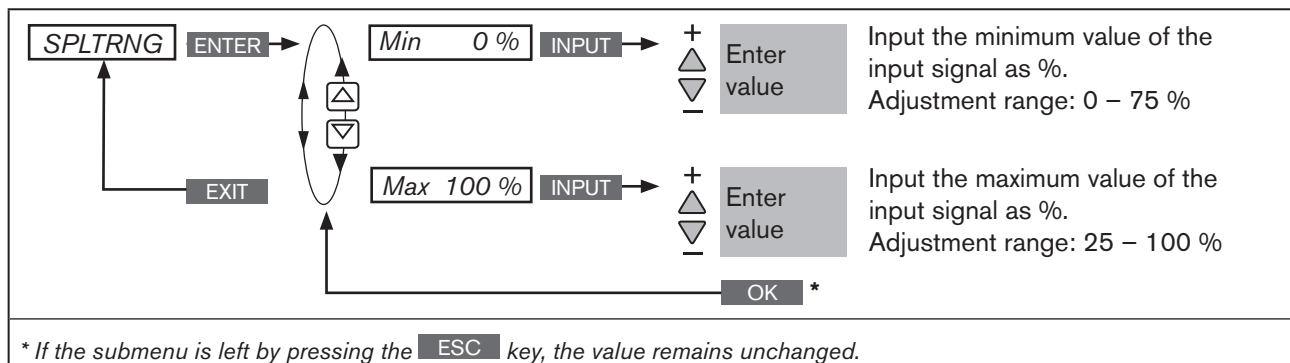 SPLTRNG ENTER Min 0 % INPUT + Enter value − Input the minimum value of the
input signal as %.
Adjustment range: 0 – 75 %
EXIT Max 100 % INPUT + Enter value − Input the maximum value of the
input signal as %.
Adjustment range: 25 – 100 %
OK *
* If the submenu is left by pressing the ESC key, the value remains unchanged.